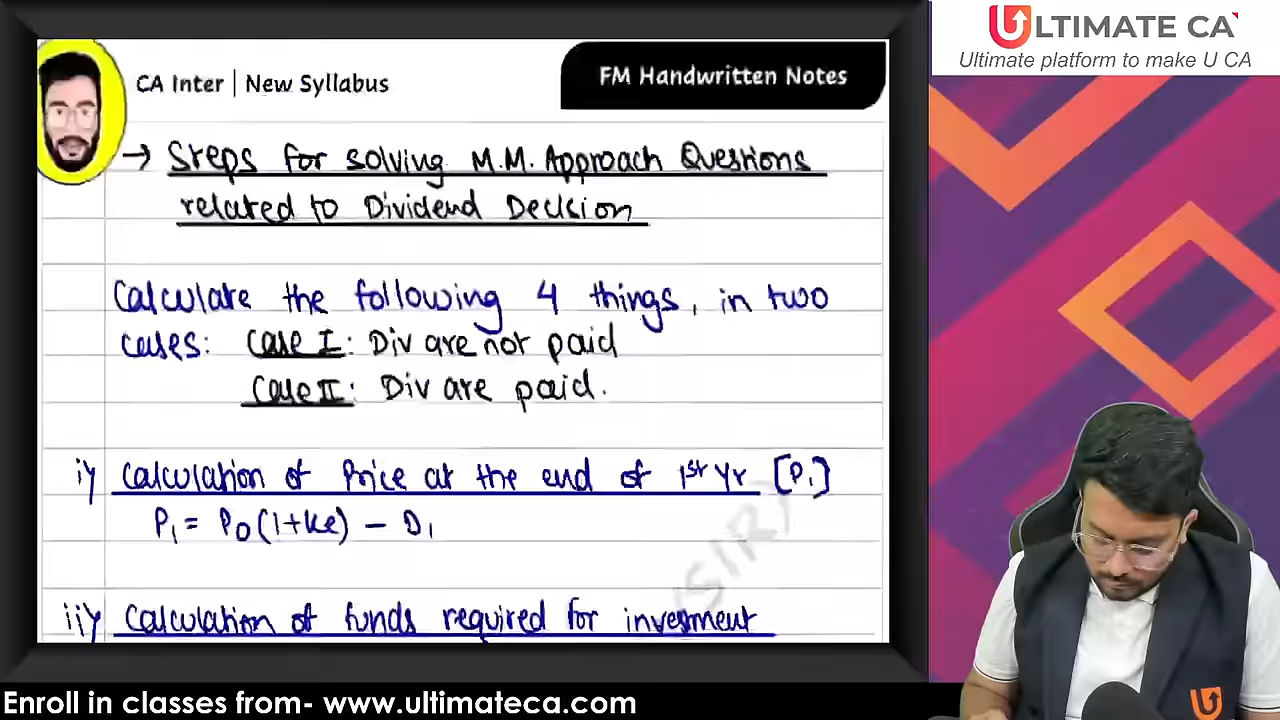 CA Inter | New Syllabus
FM Handwritten Notes
ULTIMATE CA
Ultimate platform to make U CA
→ Steps for solving M.M. Approach Questions
related to Dividend Decision
Calculate the following 4 things, in two
cases: Case I: Div are not paid
Case II: Div are paid.
i) Calculation of Price at the end of 1st Yr [P1]
P1 = P0 (1+ke) – D1
(SIR)
ii) Calculation of funds required for investment
Enroll in classes from- www.ultimateca.com